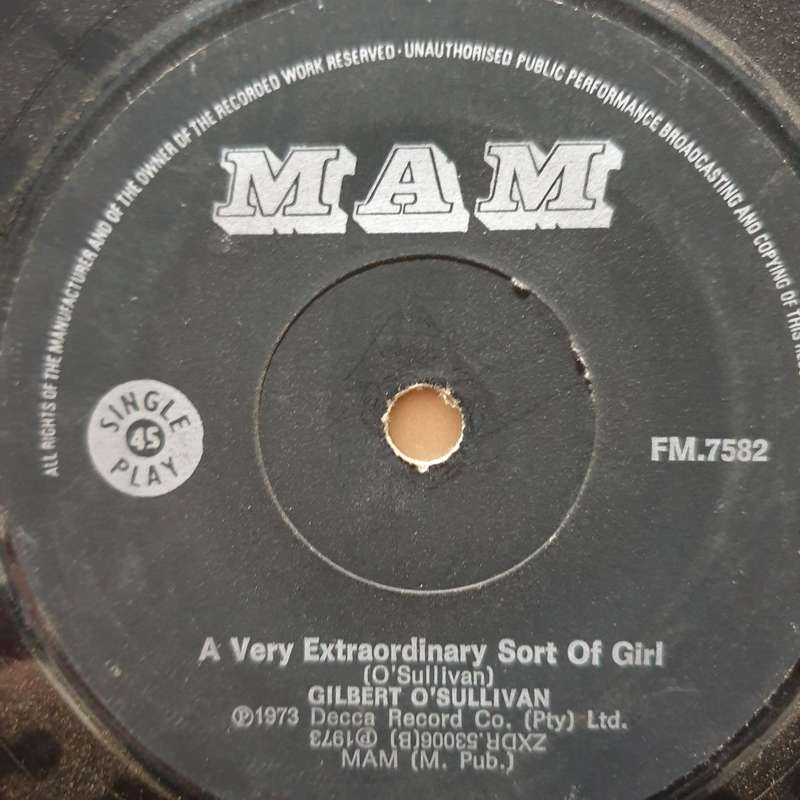 ALL RIGHTS OF THE MANUFACTURER AND OF THE OWNER OF THE RECORDED WORK RESERVED · UNAUTHORISED PUBLIC PERFORMANCE BROADCASTING AND COPYING OF THIS
MAM
SINGLE
45
PLAY
FM.7582
A Very Extraordinary Sort Of Girl
(O'Sullivan)
GILBERT O'SULLIVAN
℗1973 Decca Record Co. (Pty) Ltd.
ZXDR.53006(B) ℗1973
MAM (M. Pub.)